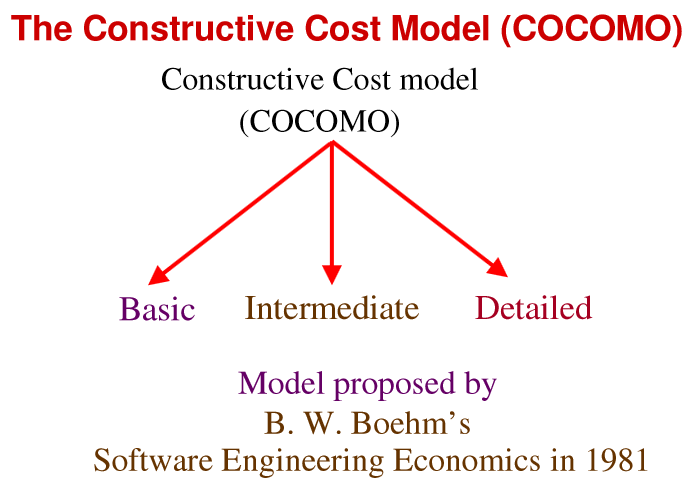 The Constructive Cost Model (COCOMO)
Constructive Cost model
(COCOMO)
Basic Intermediate Detailed
Model proposed by
B. W. Boehm's
Software Engineering Economics in 1981